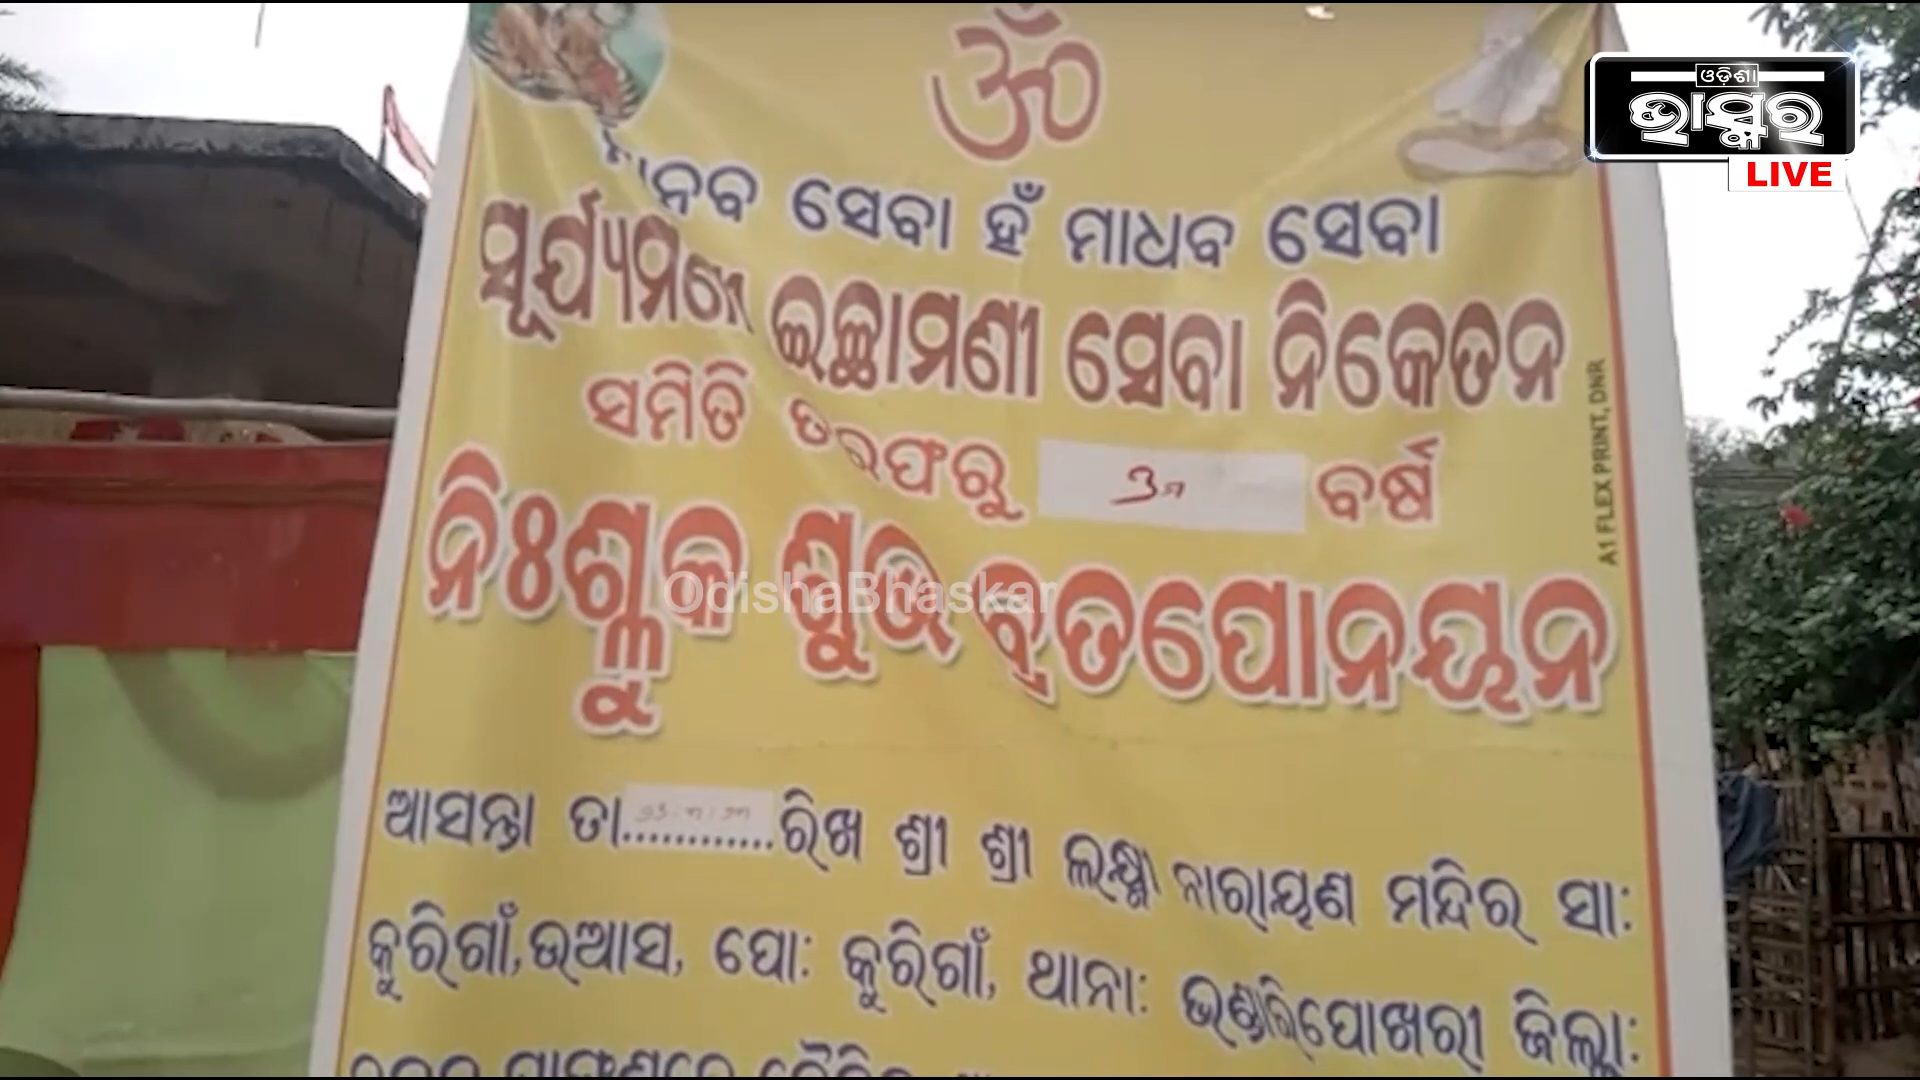 ଓଡ଼ିଶା
ଭାସ୍କର
LIVE
ॐ
ମାନବ ସେବା ହିଁ ମାଧବ ସେବା
ସୂର୍ଯ୍ୟମଣୀ ଇଚ୍ଛାମଣୀ ସେବା ନିକେତନ
ସମିତି ତରଫରୁ ୩ୟ ବର୍ଷ
ନିଃଶୁଳ୍କ ଶୁଭ ବ୍ରତପୋନୟନ
A1 FLEX PRINT, DNR
OdishaBhaskar
ଆସନ୍ତା ତା............ରିଖ ଶ୍ରୀ ଶ୍ରୀ ଲକ୍ଷ୍ମୀ ନାରାୟଣ ମନ୍ଦିର ସା:
କୁରିଗାଁ,ଉଆସ, ପୋ: କୁରିଗାଁ, ଥାନା: ଭଣ୍ଡାରିପୋଖରୀ ଜିଲ୍ଲା: